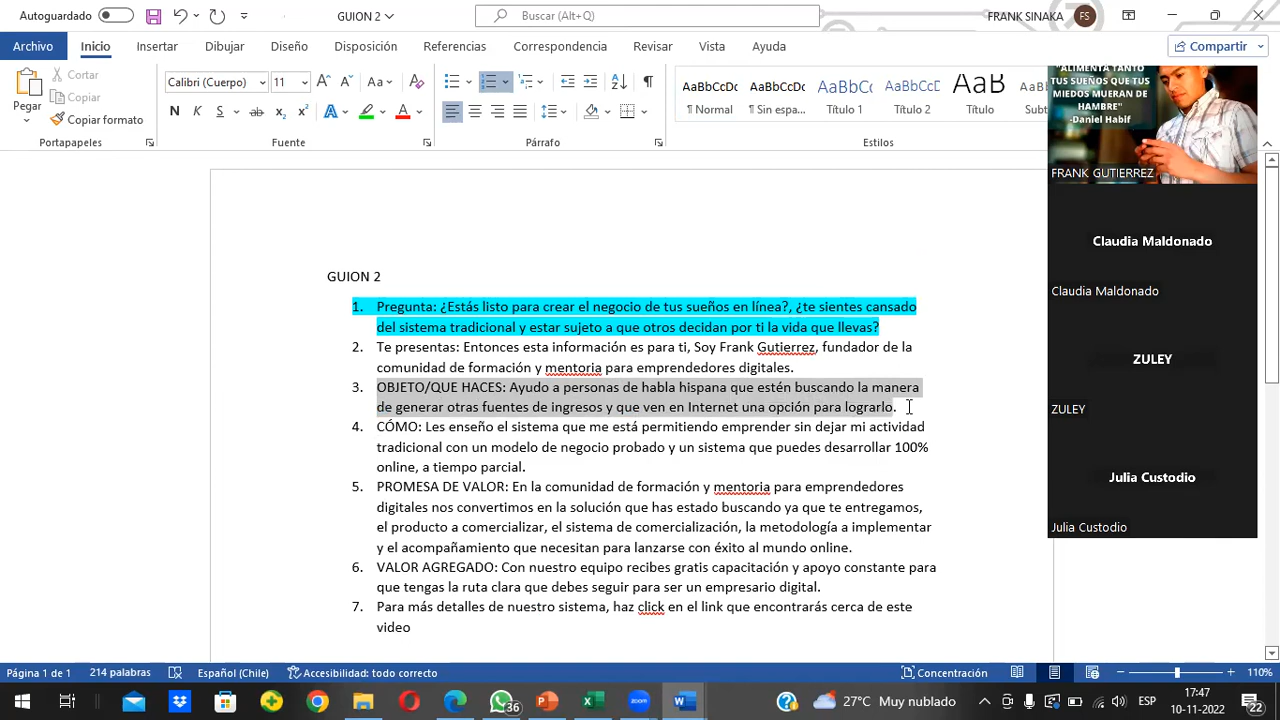 Autoguardado
GUION 2
Buscar (Alt+Q)
FRANK SINAKA
FS
Archivo
Inicio
Insertar
Dibujar
Diseño
Disposición
Referencias
Correspondencia
Revisar
Vista
Ayuda
Compartir
Pegar
Cortar
Copiar
Copiar formato
Portapapeles
Calibri (Cuerpo)
11
Fuente
Párrafo
AaBbCcDc
¶ Normal
AaBbCcDc
¶ Sin espa...
AaBbC
Título 1
AaBbCcC
Título 2
AaB
Título
Estilos
"ALIMENTA TANTO
TUS SUEÑOS QUE TUS
MIEDOS MUERAN DE
HAMBRE"
-Daniel Habif
FRANK GUTIERREZ
Claudia Maldonado
Claudia Maldonado
ZULEY
ZULEY
Julia Custodio
Julia Custodio
GUION 2
1. Pregunta: ¿Estás listo para crear el negocio de tus sueños en línea?, ¿te sientes cansado
del sistema tradicional y estar sujeto a que otros decidan por ti la vida que llevas?
2. Te presentas: Entonces esta información es para ti, Soy Frank Gutierrez, fundador de la
comunidad de formación y mentoria para emprendedores digitales.
3. OBJETO/QUE HACES: Ayudo a personas de habla hispana que estén buscando la manera
de generar otras fuentes de ingresos y que ven en Internet una opción para lograrlo.
4. CÓMO: Les enseño el sistema que me está permitiendo emprender sin dejar mi actividad
tradicional con un modelo de negocio probado y un sistema que puedes desarrollar 100%
online, a tiempo parcial.
5. PROMESA DE VALOR: En la comunidad de formación y mentoria para emprendedores
digitales nos convertimos en la solución que has estado buscando ya que te entregamos,
el producto a comercializar, el sistema de comercialización, la metodología a implementar
y el acompañamiento que necesitan para lanzarse con éxito al mundo online.
6. VALOR AGREGADO: Con nuestro equipo recibes gratis capacitación y apoyo constante para
que tengas la ruta clara que debes seguir para ser un empresario digital.
7. Para más detalles de nuestro sistema, haz click en el link que encontrarás cerca de este
video
Página 1 de 1
214 palabras
Español (Chile)
Accesibilidad: todo correcto
Concentración
110%
36
zoom
27°C Muy nublado
ESP
17:47
10-11-2022
22